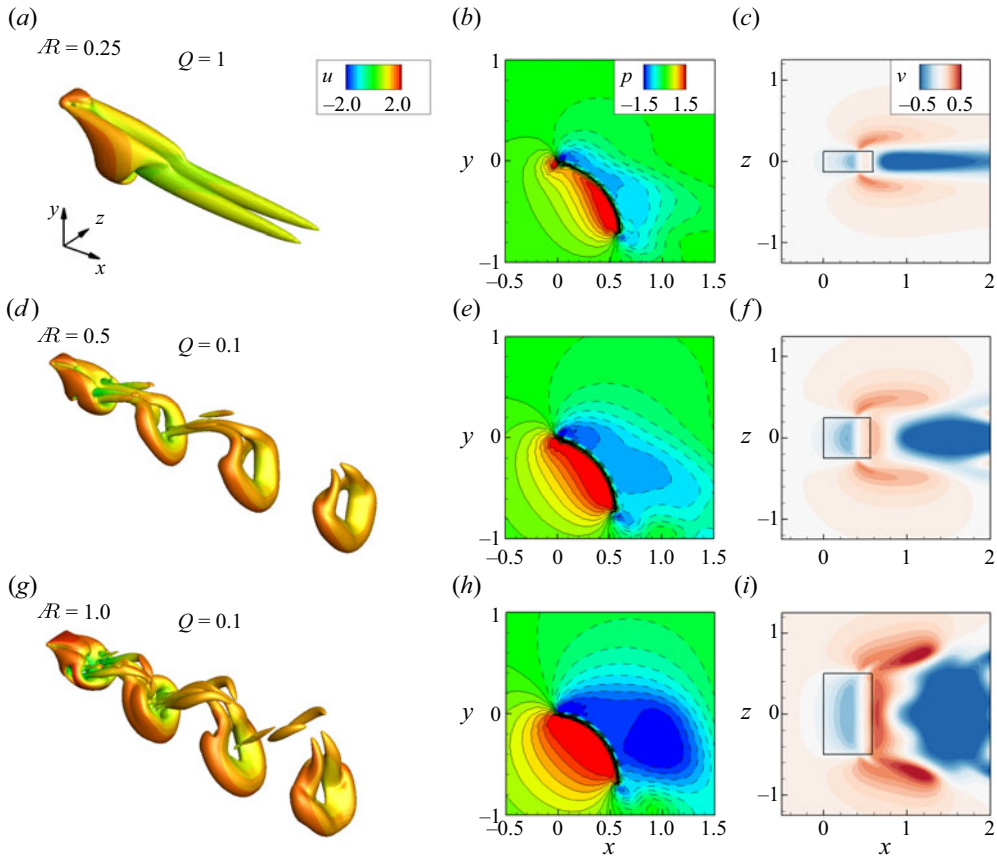 (a)
Æ = 0.25
Q = 1
u
–2.0 2.0
y
z
x
(b)
p
–1.5 1.5
1
y 0
–1
–0.5 0 0.5 1.0 1.5
(c)
v
–0.5 0.5
1
z 0
–1
0 1 2
(d)
Æ = 0.5
Q = 0.1
(e)
1
y 0
–1
–0.5 0 0.5 1.0 1.5
(f)
1
z 0
–1
0 1 2
(g)
Æ = 1.0
Q = 0.1
(h)
1
y 0
–1
–0.5 0 0.5 1.0 1.5
x
(i)
1
z 0
–1
0 1 2
x